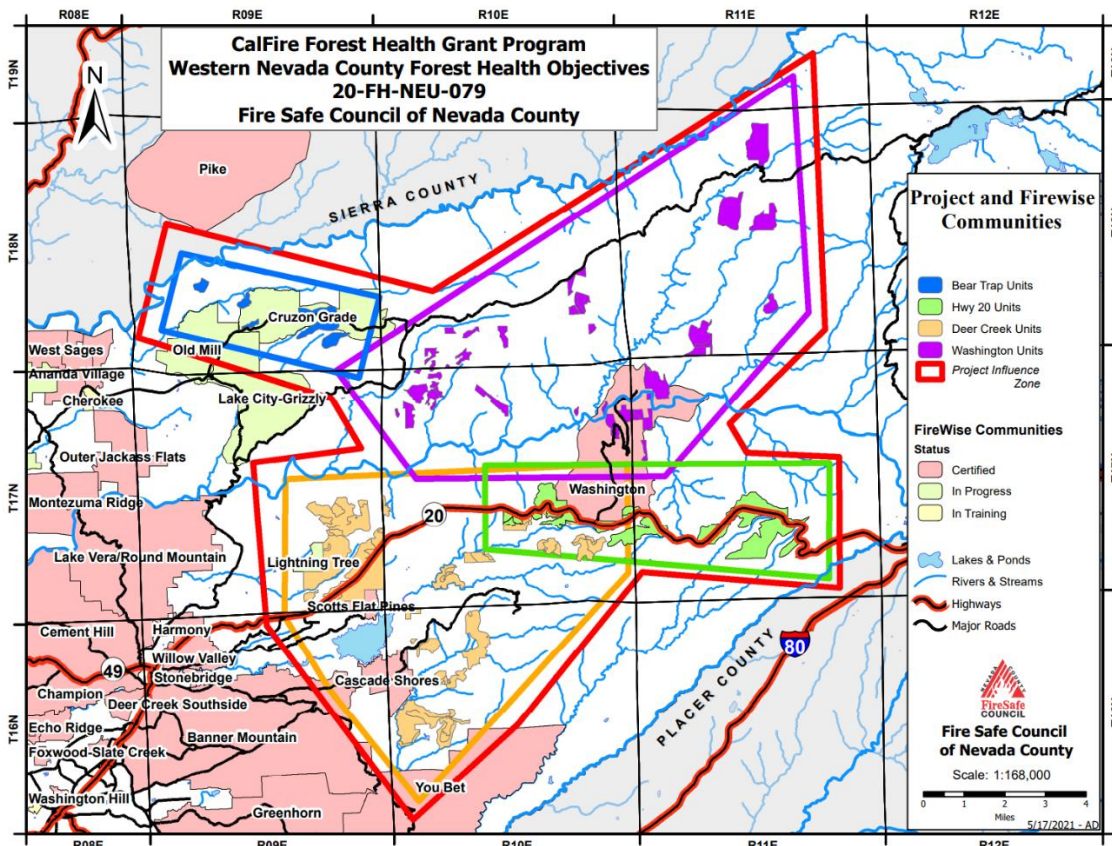 R08E
R09E
R10E
R11E
R12E
CalFire Forest Health Grant Program
Western Nevada County Forest Health Objectives
20-FH-NEU-079
Fire Safe Council of Nevada County
N
T19N
T18N
T17N
T16N
Pike
SIERRA COUNTY
Cruzon Grade
Old Mill
West Sages
Ananda Village
Cherokee
Lake City-Grizzly
Outer Jackass Flats
Montezuma Ridge
Washington
20
Lake Vera/Round Mountain
Lightning Tree
Scotts Flat Pines
Cement Hill
Harmony
Willow Valley
49
Stonebridge
Cascade Shores
Champion
Deer Creek Southside
Echo Ridge
Banner Mountain
Foxwood-Slate Creek
You Bet
Washington Hill
Greenhorn
PLACER COUNTY
80
Project and Firewise
Communities
Bear Trap Units
Hwy 20 Units
Deer Creek Units
Washington Units
Project Influence
Zone
FireWise Communities
Status
Certified
In Progress
In Training
Lakes & Ponds
Rivers & Streams
Highways
Major Roads
FireSafe
COUNCIL
Fire Safe Council
of Nevada County
Scale: 1:168,000
0 1 2 3 4
Miles
5/17/2021 - AD
R08E
R09E
R10E
R11E
R12E